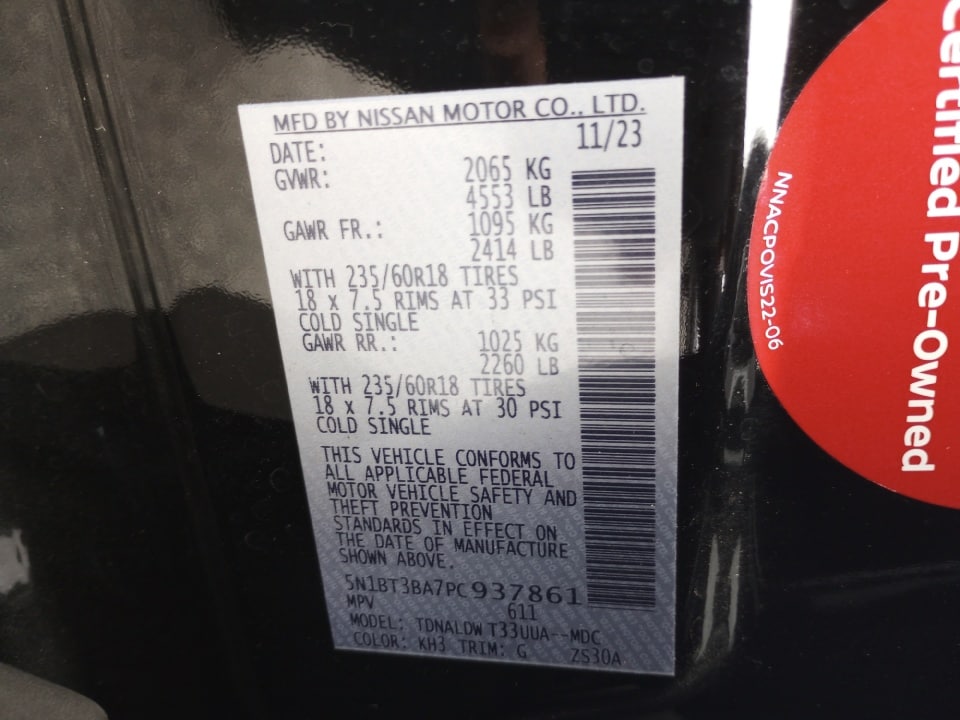 MFD BY NISSAN MOTOR CO., LTD.
DATE: 11/23
GVWR: 2065 KG
4553 LB
GAWR FR.: 1095 KG
2414 LB
WITH 235/60R18 TIRES
18 x 7.5 RIMS AT 33 PSI
COLD SINGLE
GAWR RR.: 1025 KG
2260 LB
WITH 235/60R18 TIRES
18 x 7.5 RIMS AT 30 PSI
COLD SINGLE
THIS VEHICLE CONFORMS TO
ALL APPLICABLE FEDERAL
MOTOR VEHICLE SAFETY AND
THEFT PREVENTION
STANDARDS IN EFFECT ON
THE DATE OF MANUFACTURE
SHOWN ABOVE.
5N1BT3BA7PC937861
MPV 611
MODEL: TDNALDW T33UUA--MDC
COLOR: KH3 TRIM: G ZS30A
Certified Pre-Owned
NNACPOVIS22-06